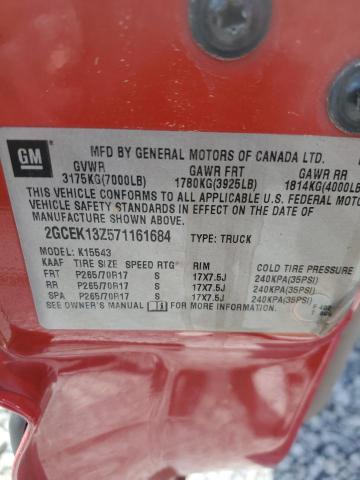 GM
MFD BY GENERAL MOTORS OF CANADA LTD.
GVWR GAWR FRT GAWR RR
3175KG(7000LB) 1780KG(3925LB) 1814KG(4000LB
THIS VEHICLE CONFORMS TO ALL APPLICABLE U.S. FEDERAL MOTOR
VEHICLE SAFETY STANDARDS IN EFFECT ON THE DATE OF
MANUFACTURE SHOWN ABOVE.
2GCEK13Z571161684 TYPE: TRUCK
MODEL: K15543
KAAF TIRE SIZE SPEED RTG RIM COLD TIRE PRESSURE
FRT P265/70R17 S 17X7.5J 240KPA(35PSI)
RR P265/70R17 S 17X7.5J 240KPA(35PSI)
SPA P265/70R17 S 17X7.5J 240KPA(35PSI)
SEE OWNER'S MANUAL FOR ADDITIONAL INFORMATION.